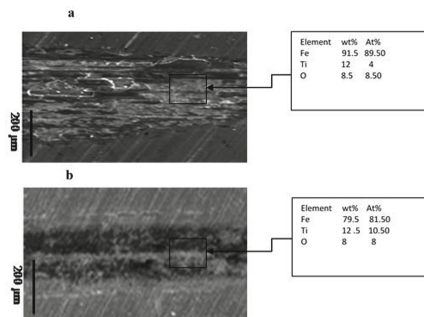 a
200 µm
Element wt% At%
Fe 91.5 89.50
Ti 12 4
O 8.5 8.50
b
200 µm
Element wt% At%
Fe 79.5 81.50
Ti 12 .5 10.50
O 8 8